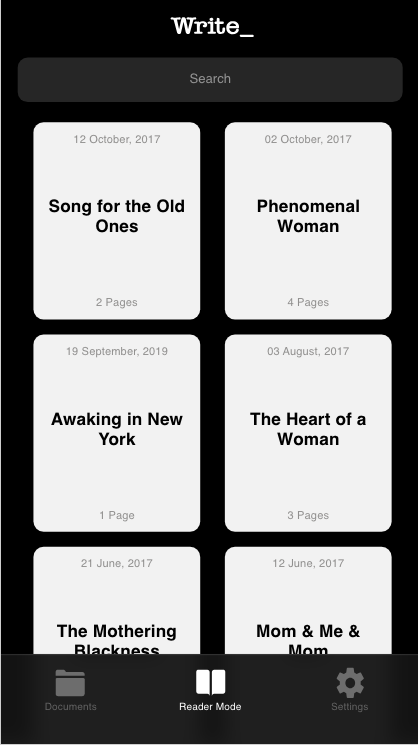 Write_
Search
12 October, 2017
Song for the Old
Ones
2 Pages
02 October, 2017
Phenomenal
Woman
4 Pages
19 September, 2019
Awaking in New
York
1 Page
03 August, 2017
The Heart of a
Woman
3 Pages
21 June, 2017
The Mothering
Blackness
12 June, 2017
Mom & Me &
Mom
Documents
Reader Mode
Settings